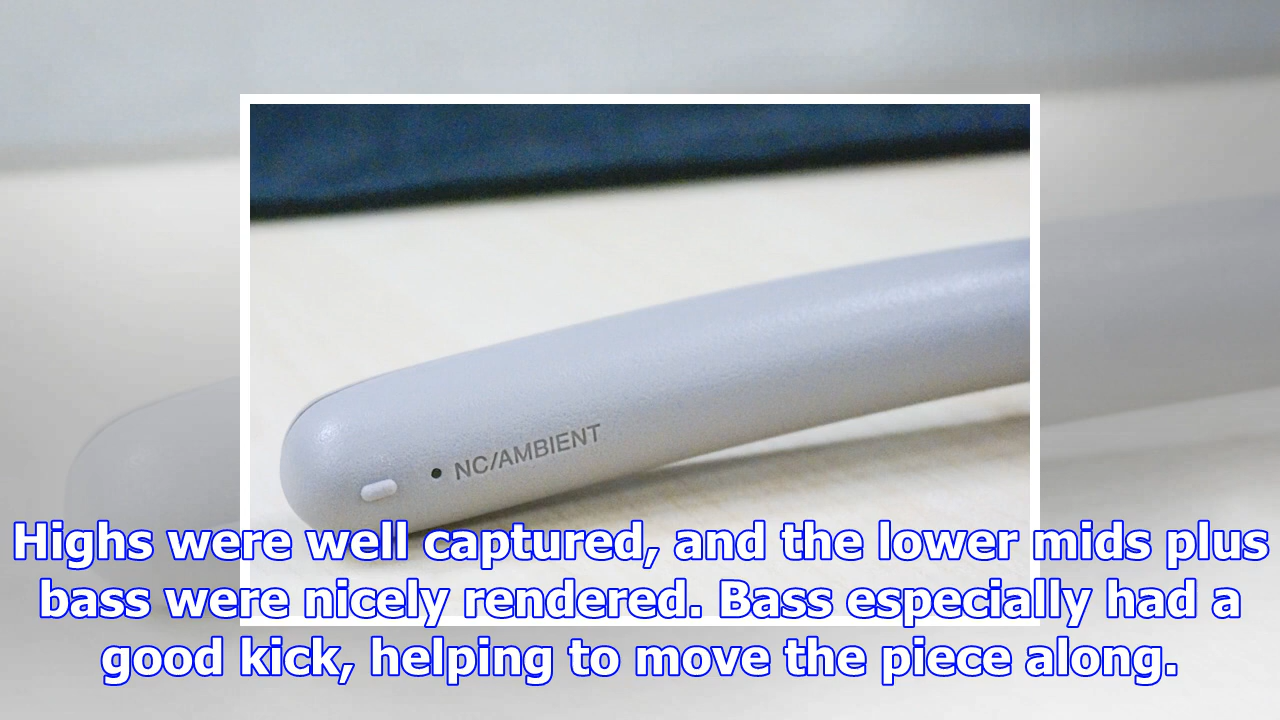 NC/AMBIENT
Highs were well captured, and the lower mids plus
bass were nicely rendered. Bass especially had a
good kick, helping to move the piece along.